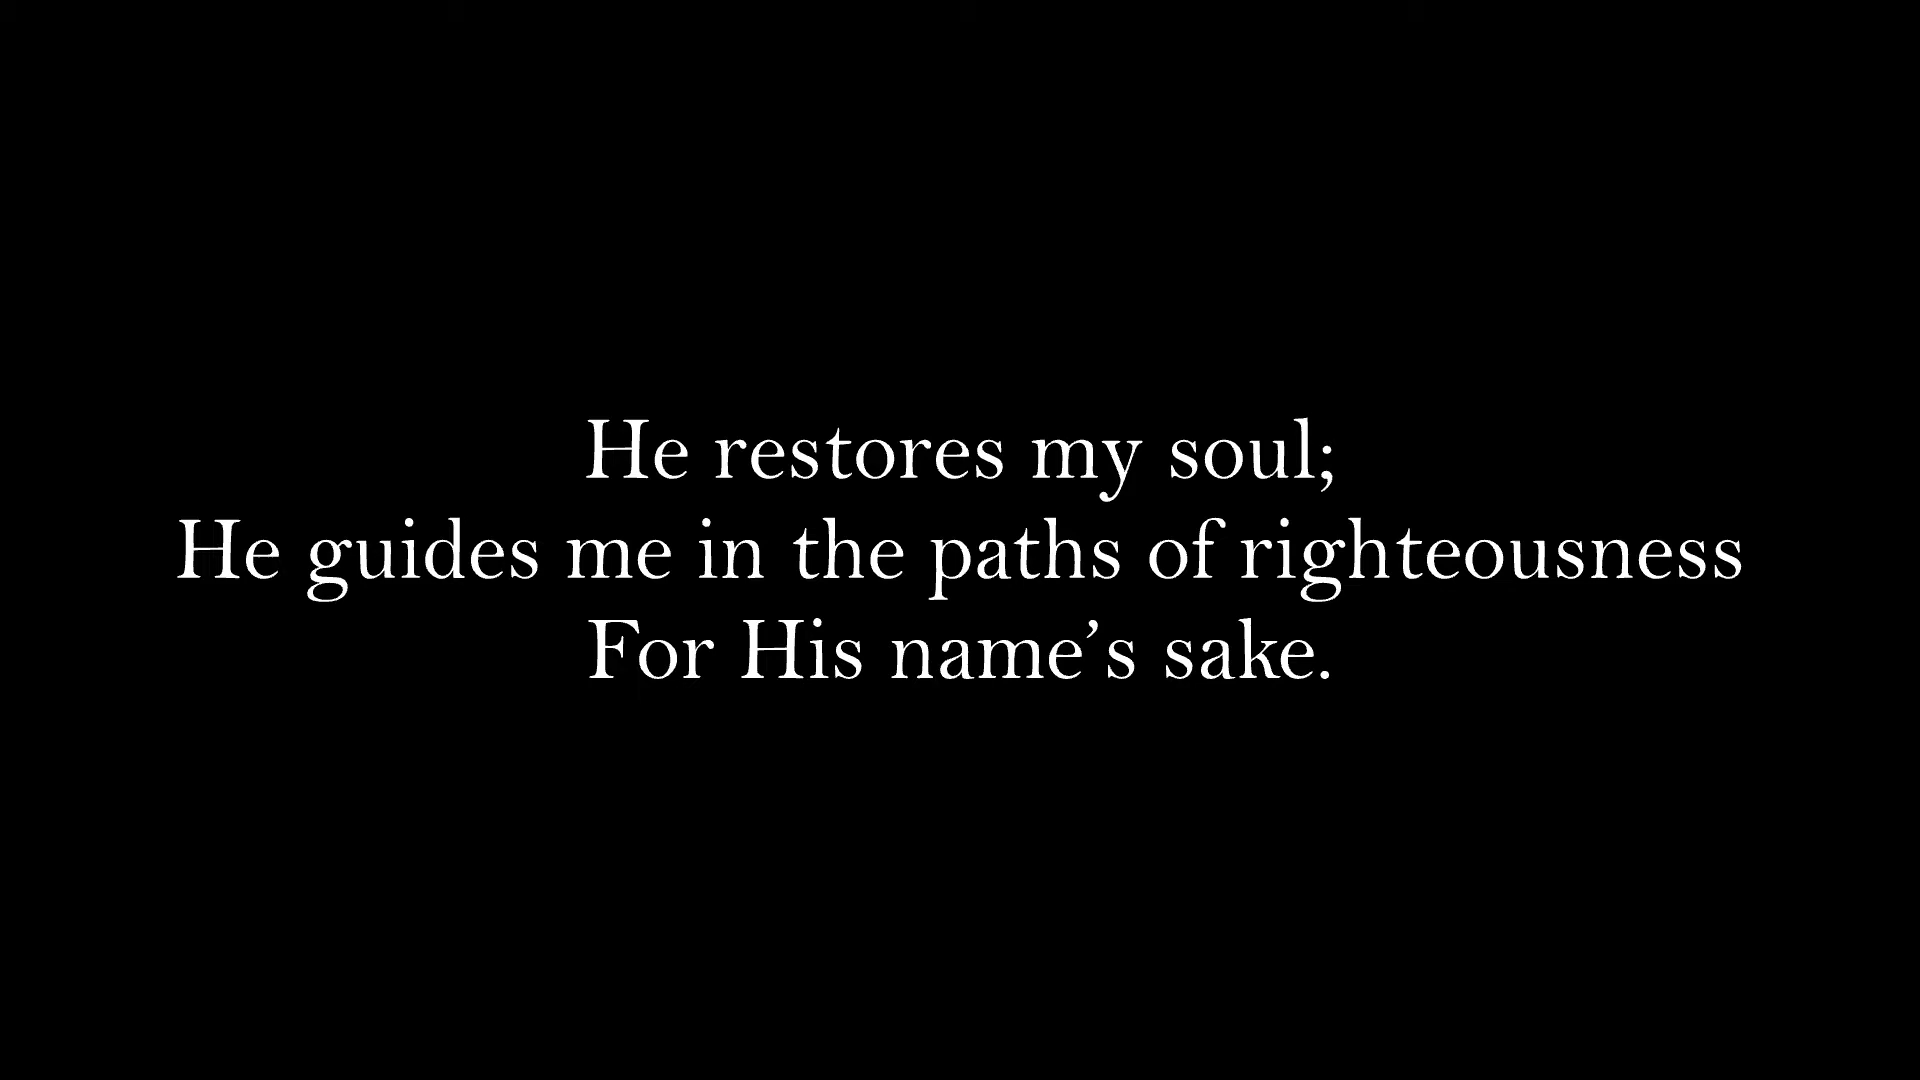 He restores my soul;
He guides me in the paths of righteousness
For His name’s sake.